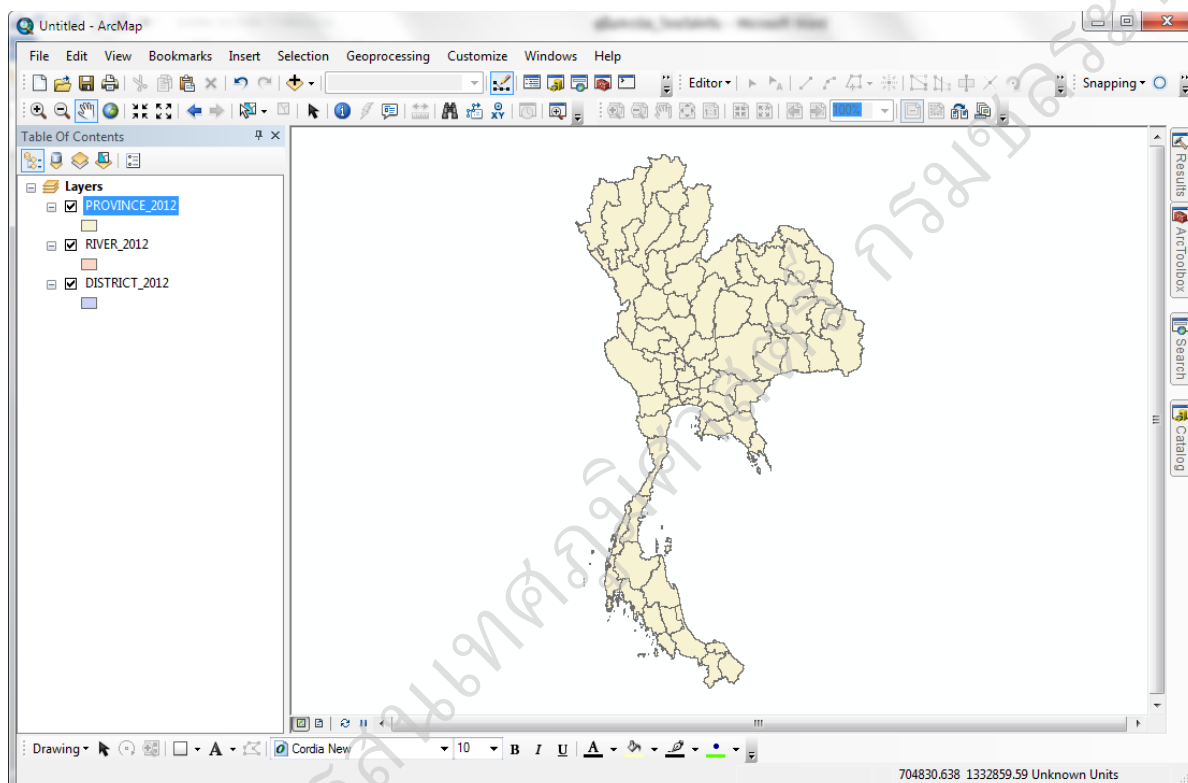 Untitled - ArcMap
File Edit View Bookmarks Insert Selection Geoprocessing Customize Windows Help
Editor Snapping
100%
Table Of Contents
Layers
PROVINCE_2012
RIVER_2012
DISTRICT_2012
Results
ArcToolbox
Search
Catalog
Drawing A Cordia New 10 B I U A
704830.638 1332859.59 Unknown Units